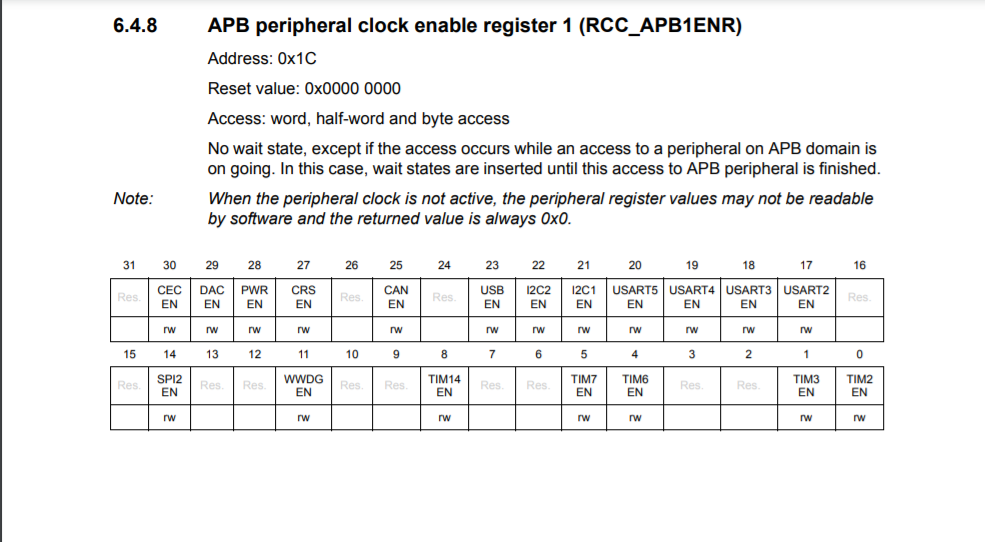 6.4.8 APB peripheral clock enable register 1 (RCC_APB1ENR)
Address: 0x1C
Reset value: 0x0000 0000
Access: word, half-word and byte access
No wait state, except if the access occurs while an access to a peripheral on APB domain is
on going. In this case, wait states are inserted until this access to APB peripheral is finished.
Note: When the peripheral clock is not active, the peripheral register values may not be readable
by software and the returned value is always 0x0.
31 30 29 28 27 26 25 24 23 22 21 20 19 18 17 16
Res. CEC EN DAC EN PWR EN CRS EN Res. CAN EN Res. USB EN I2C2 EN I2C1 EN USART5 EN USART4 EN USART3 EN USART2 EN Res.
rw rw rw rw rw rw rw rw rw rw rw rw
15 14 13 12 11 10 9 8 7 6 5 4 3 2 1 0
Res. SPI2 EN Res. Res. WWDG EN Res. Res. TIM14 EN Res. Res. TIM7 EN TIM6 EN Res. Res. TIM3 EN TIM2 EN
rw rw rw rw rw rw rw